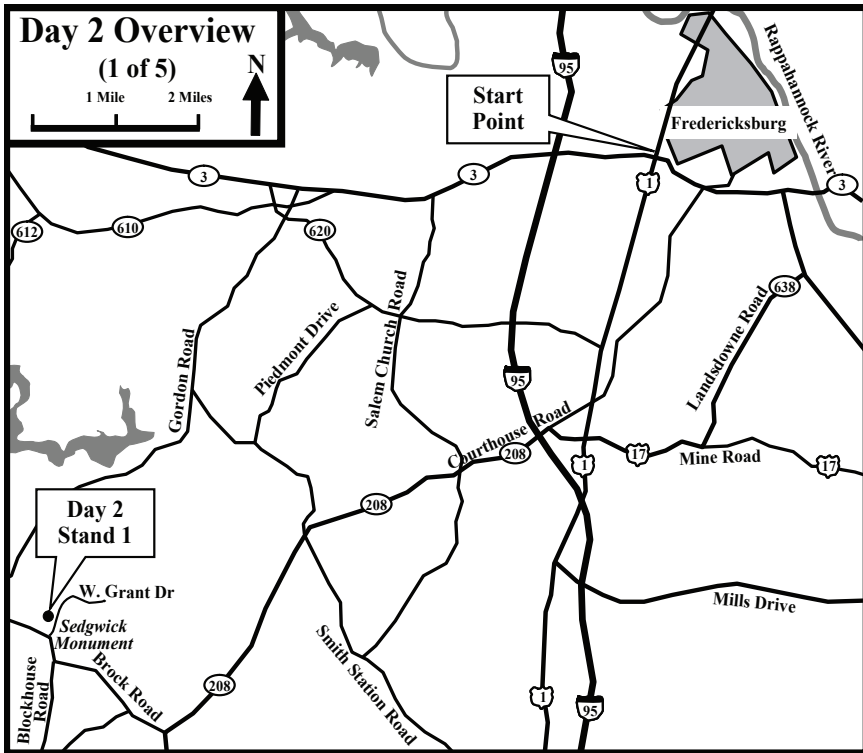 Day 2 Overview
(1 of 5)
N
1 Mile
2 Miles
95
Start
Point
Fredericksburg
Rappahannock River
3
3
1
3
612
610
620
638
Gordon Road
Piedmont Drive
Salem Church Road
Landsdowne Road
95
Courthouse Road
208
17
1
Mine Road
17
208
Day 2
Stand 1
W. Grant Dr
Sedgwick
Monument
Mills Drive
Brock Road
Blockhouse
Road
208
Smith Station Road
1
95